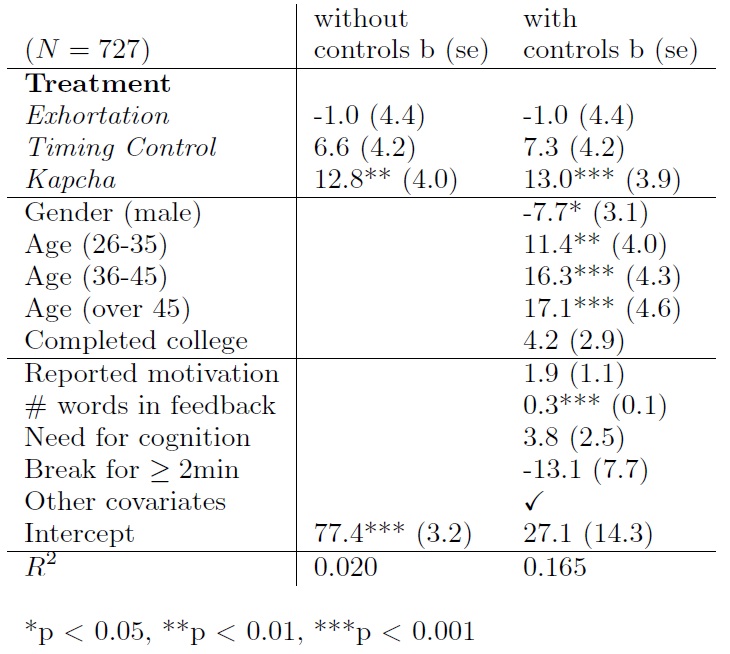 without with
(N = 727) controls b (se) controls b (se)
Treatment
Exhortation -1.0 (4.4) -1.0 (4.4)
Timing Control 6.6 (4.2) 7.3 (4.2)
Kapcha 12.8** (4.0) 13.0*** (3.9)
Gender (male) -7.7* (3.1)
Age (26-35) 11.4** (4.0)
Age (36-45) 16.3*** (4.3)
Age (over 45) 17.1*** (4.6)
Completed college 4.2 (2.9)
Reported motivation 1.9 (1.1)
# words in feedback 0.3*** (0.1)
Need for cognition 3.8 (2.5)
Break for ≥ 2min -13.1 (7.7)
Other covariates ✓
Intercept 77.4*** (3.2) 27.1 (14.3)
R² 0.020 0.165
*p < 0.05, **p < 0.01, ***p < 0.001